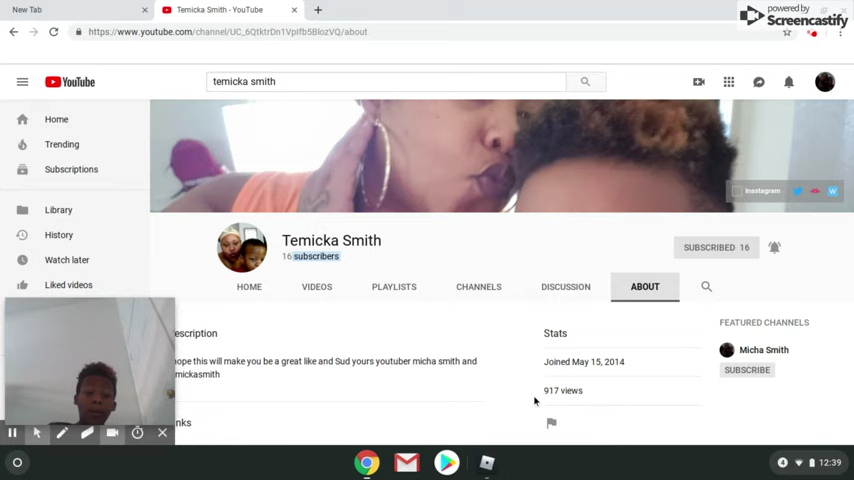 New Tab
Temicka Smith - YouTube
powered by
Screencastify
https://www.youtube.com/channel/UC_6QtktrDn1VpIfb5BlozVQ/about
YouTube
temicka smith
Home
Trending
Subscriptions
Library
History
Watch later
Liked videos
Instagram
Temicka Smith
16 subscribers
SUBSCRIBED 16
HOME
VIDEOS
PLAYLISTS
CHANNELS
DISCUSSION
ABOUT
escription
hope this will make you be a great like and Sud yours youtuber micha smith and
mickasmith
nks
Stats
Joined May 15, 2014
917 views
FEATURED CHANNELS
Micha Smith
SUBSCRIBE
4
12:39